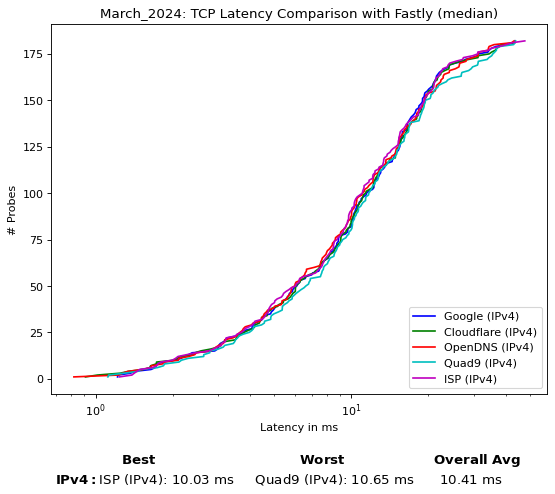 March_2024: TCP Latency Comparison with Fastly (median)
175
150
125
100
75
50
25
0
# Probes
Google (IPv4)
Cloudflare (IPv4)
OpenDNS (IPv4)
Quad9 (IPv4)
ISP (IPv4)
10⁰ 10¹
Latency in ms
Best Worst Overall Avg
IPv4: ISP (IPv4): 10.03 ms Quad9 (IPv4): 10.65 ms 10.41 ms